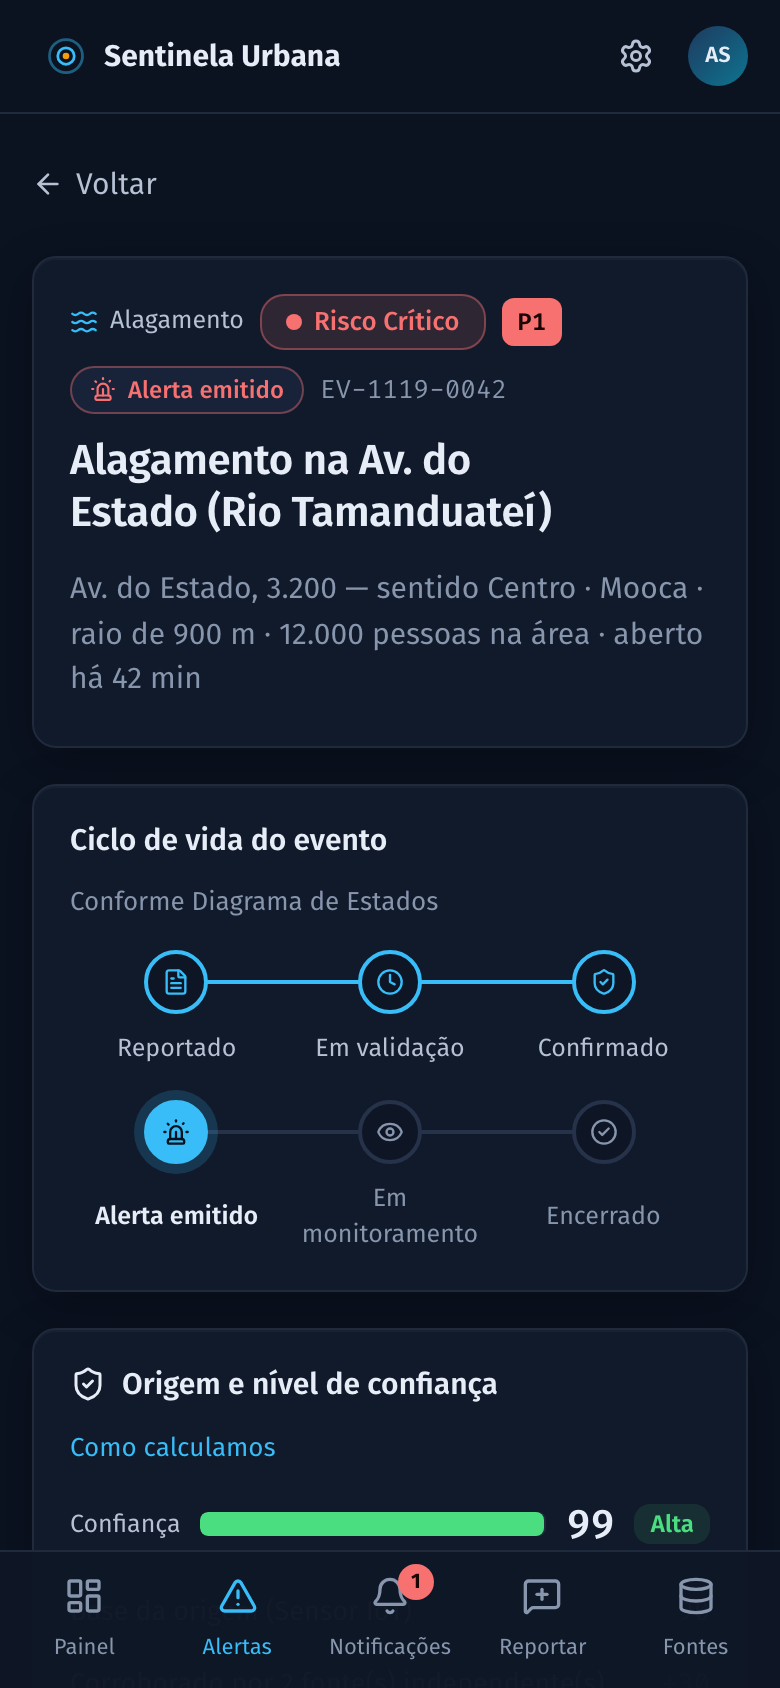 Sentinela Urbana
AS
Voltar
Alagamento
Risco Crítico
P1
Alerta emitido
EV-1119-0042
Alagamento na Av. do
Estado (Rio Tamanduateí)
Av. do Estado, 3.200 — sentido Centro · Mooca ·
raio de 900 m · 12.000 pessoas na área · aberto
há 42 min
Ciclo de vida do evento
Conforme Diagrama de Estados
Reportado
Em validação
Confirmado
Alerta emitido
Em
monitoramento
Encerrado
Origem e nível de confiança
Como calculamos
Confiança
99
Alta
1
Painel
Alertas
Notificações
Reportar
Fontes